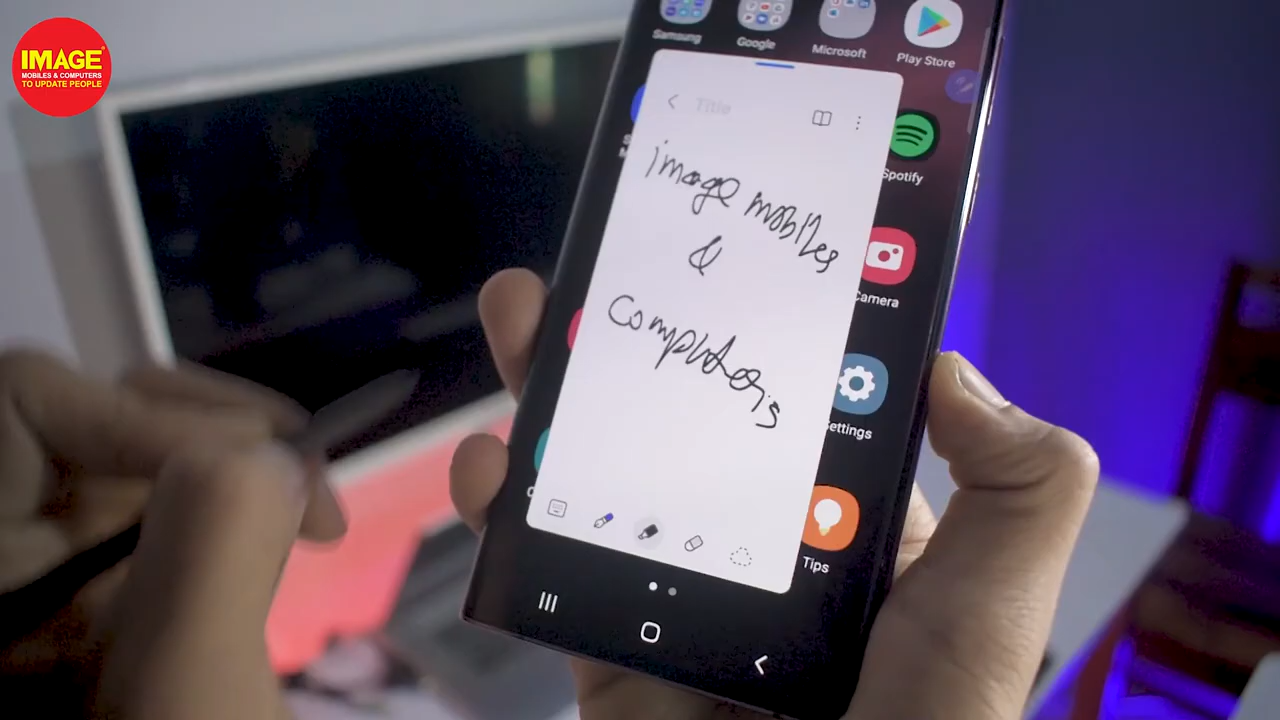 IMAGE
MOBILES & COMPUTERS
TO UPDATE PEOPLE
Samsung
Google
Microsoft
Play Store
Title
Spotify
image mobiles
&
Computers
Camera
Settings
Tips